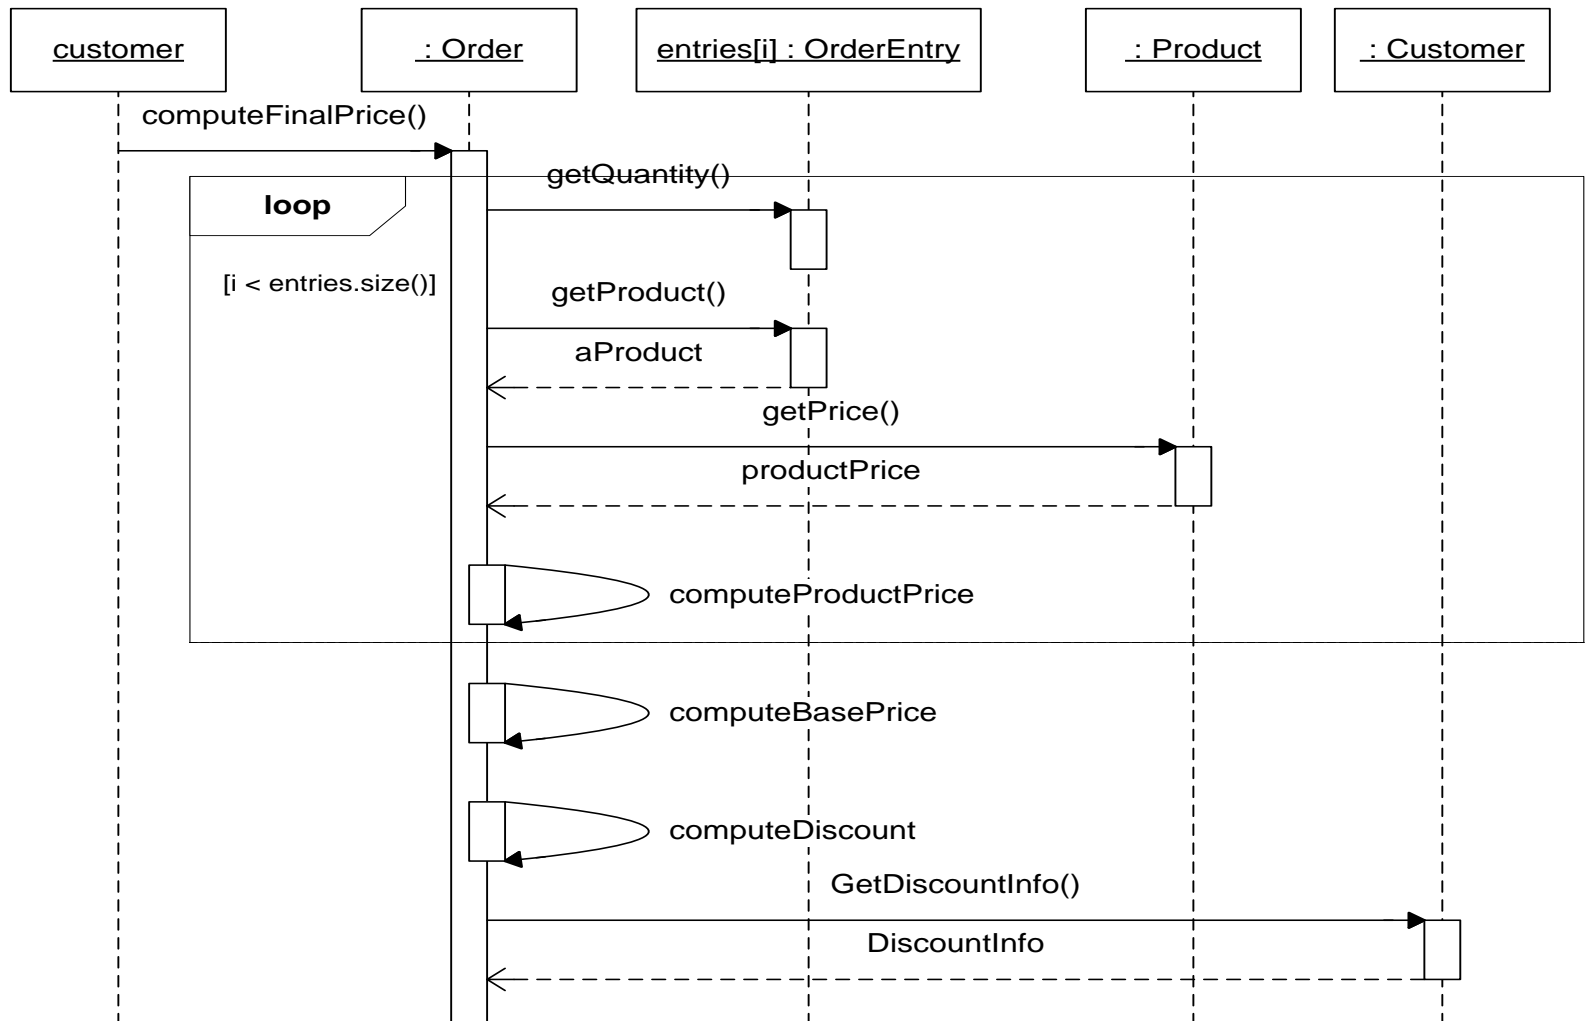 customer
: Order
entries[i] : OrderEntry
: Product
: Customer
computeFinalPrice()
getQuantity()
loop
[i < entries.size()]
getProduct()
aProduct
getPrice()
productPrice
computeProductPrice
computeBasePrice
computeDiscount
GetDiscountInfo()
DiscountInfo